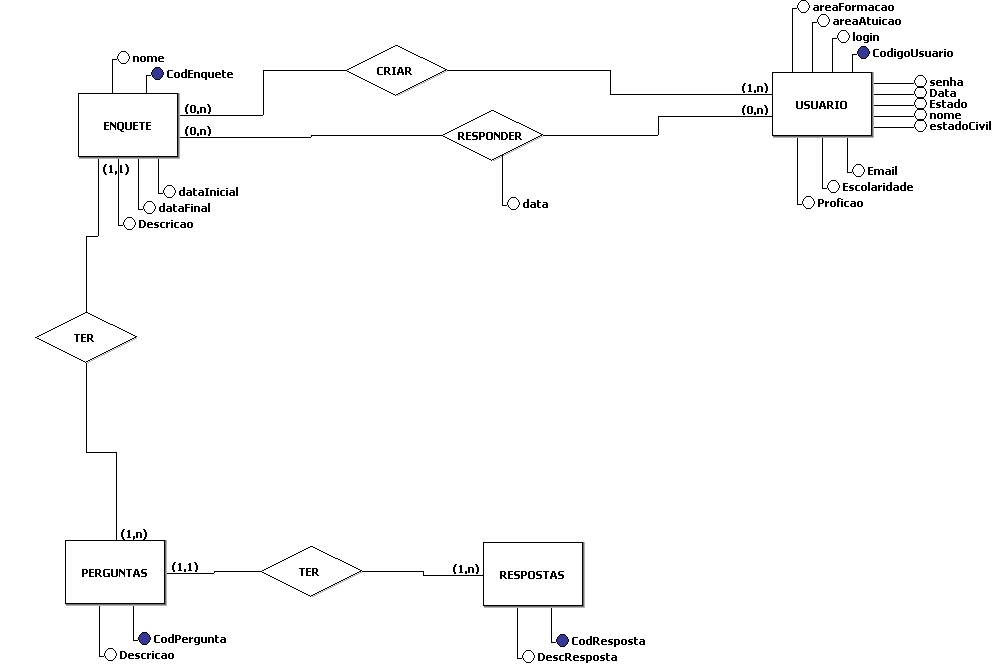 areaFormacao
areaAtuicao
login
CodigoUsuario
nome
CodEnquete
CRIAR
senha
Data
Estado
nome
estadoCivil
(1,n)
USUARIO
(0,n)
(0,n)
ENQUETE
(0,n)
(0,n)
RESPONDER
(1,1)
Email
Escolaridade
Proficao
dataInicial
dataFinal
Descricao
data
TER
(1,n)
PERGUNTAS
(1,1)
TER
(1,n)
RESPOSTAS
CodPergunta
Descricao
CodResposta
DescResposta